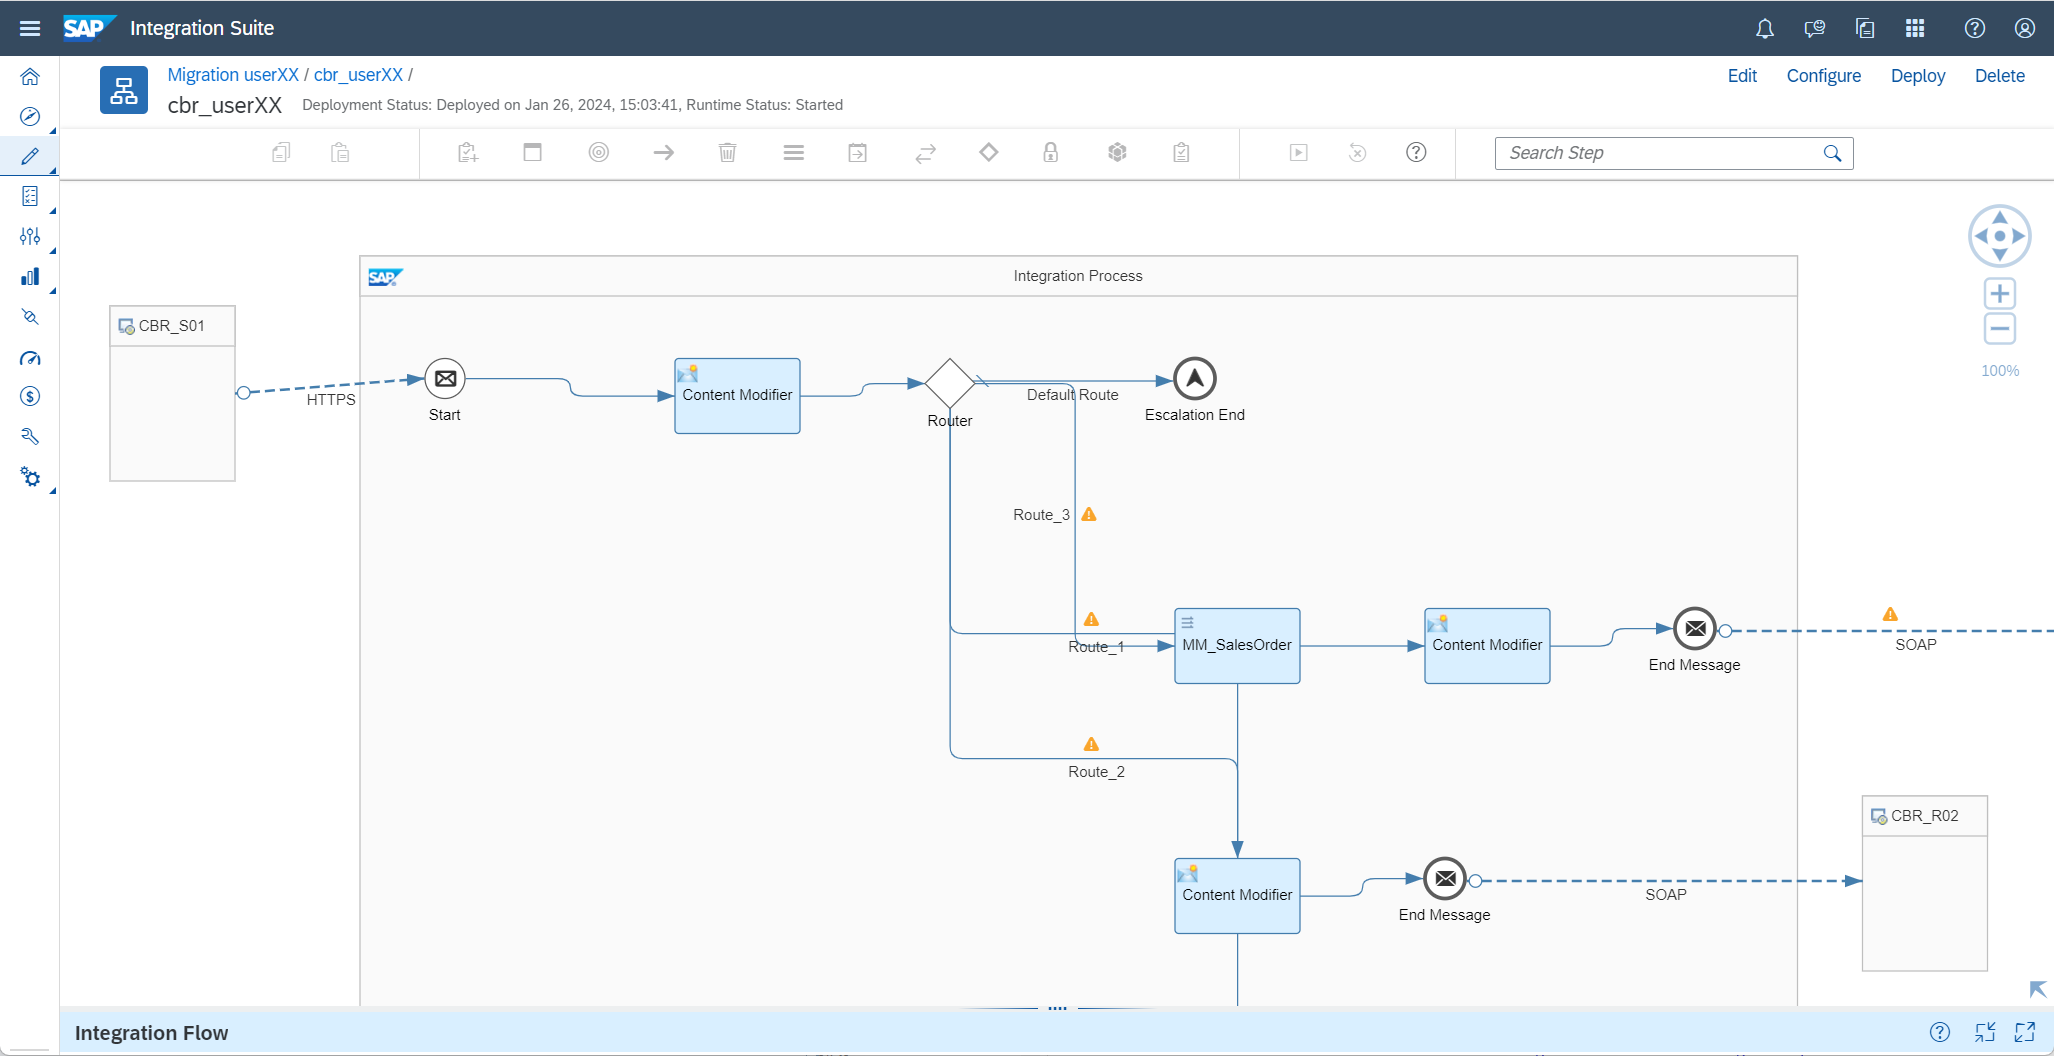 SAP Integration Suite
Migration userXX / cbr_userXX /
Edit Configure Deploy Delete
cbr_userXX Deployment Status: Deployed on Jan 26, 2024, 15:03:41, Runtime Status: Started
Search Step
SAP Integration Process
CBR_S01
HTTPS
Start
Content Modifier
Router
Default Route
Escalation End
100%
Route_3
Route_1
MM_SalesOrder
Content Modifier
End Message
SOAP
Route_2
CBR_R02
Content Modifier
End Message
SOAP
Integration Flow